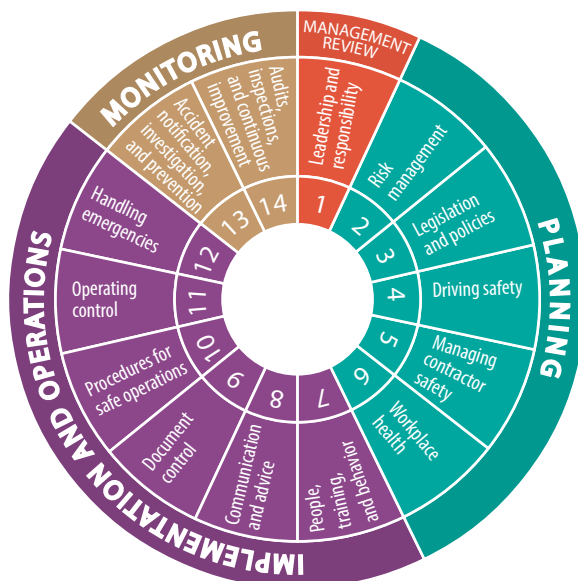 MANAGEMENT
REVIEW
Leadership and
responsibility
1
PLANNING
Risk
management
2
Legislation
and policies
3
Driving safety
4
Managing
contractor
safety
5
Workplace
health
6
IMPLEMENTATION AND OPERATIONS
People,
training,
and behavior
7
Communication
and advice
8
Document
control
9
Procedures for
safe operations
10
Operating
control
11
Handling
emergencies
12
MONITORING
Accident
notification,
investigation,
and prevention
13
Audits,
inspections,
and continuous
improvement
14